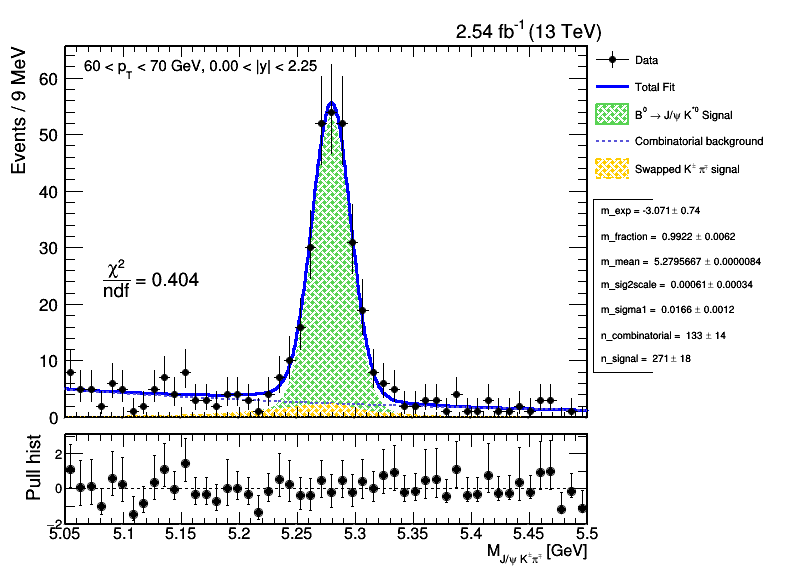 2.54 fb⁻¹ (13 TeV)
60 < p_T < 70 GeV, 0.00 < |y| < 2.25
Events / 9 MeV
60
50
40
30
20
10
0
χ²/ndf = 0.404
Data
Total Fit
B⁰ → J/ψ K*⁰ Signal
Combinatorial background
Swapped K± π∓ signal
m_exp = -3.071 ± 0.74
m_fraction = 0.9922 ± 0.0062
m_mean = 5.2795667 ± 0.0000084
m_sig2scale = 0.00061 ± 0.00034
m_sigma1 = 0.0166 ± 0.0012
n_combinatorial = 133 ± 14
n_signal = 271 ± 18
Pull hist
2
0
−2
5.05 5.1 5.15 5.2 5.25 5.3 5.35 5.4 5.45 5.5
M_J/ψ K±π∓ [GeV]